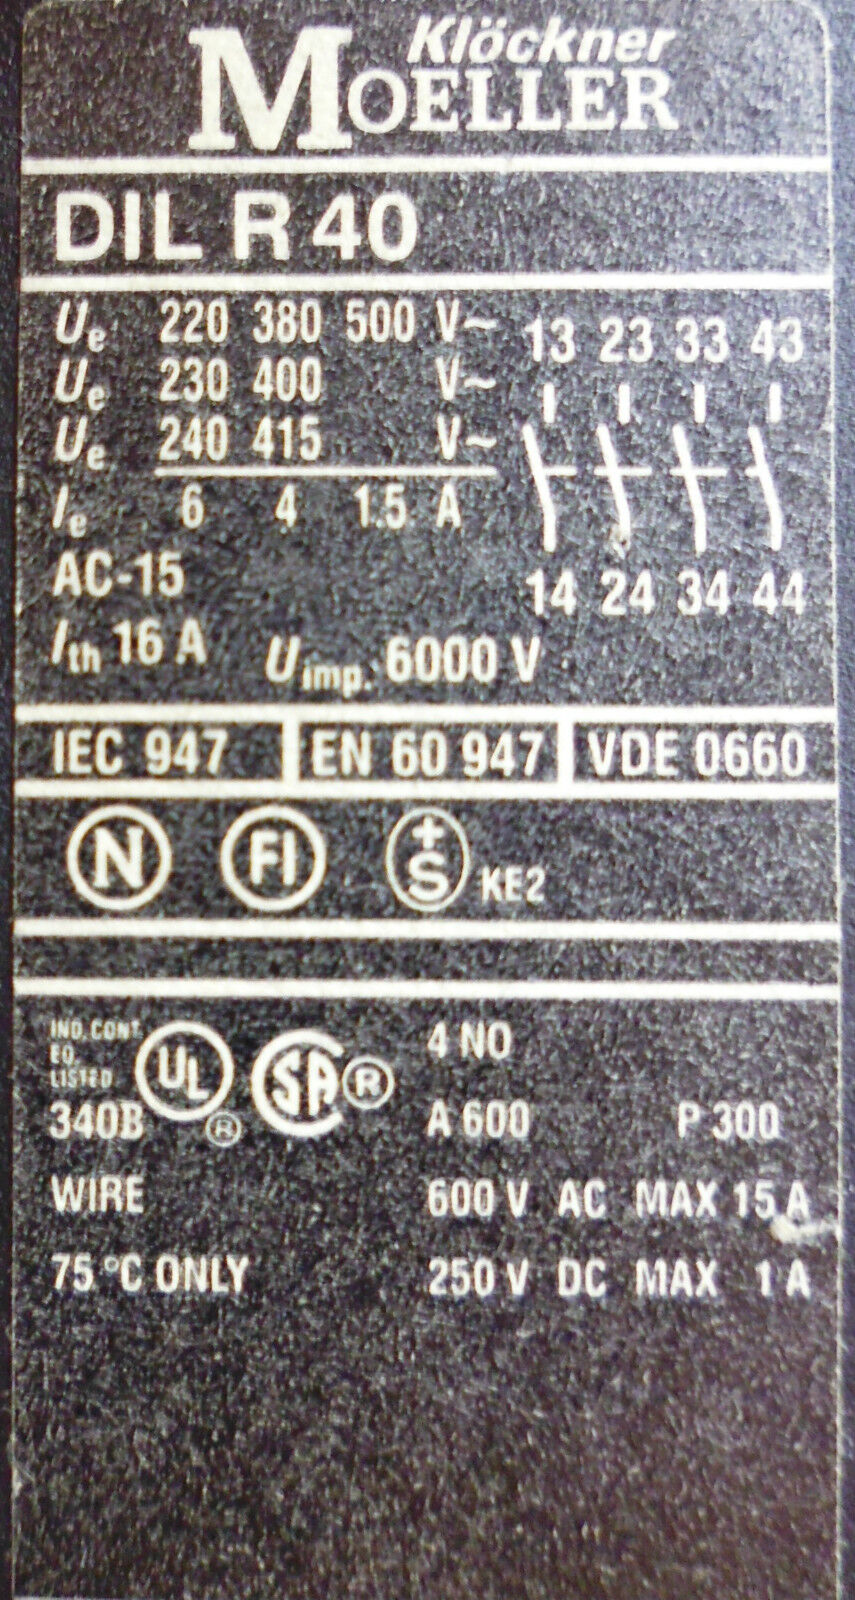 Klöckner
MOELLER
DIL R 40
Ue 220 380 500 V~
Ue 230 400 V~
Ue 240 415 V~
Ie 6 4 1.5 A
AC-15
Ith 16 A Uimp. 6000 V
13 23 33 43
14 24 34 44
IEC 947 EN 60 947 VDE 0660
N FI +S KE2
IND. CONT.
EQ.
LISTED
340B
UL ® SA ®
4 NO
A 600 P 300
WIRE 600 V AC MAX 15 A
75 °C ONLY 250 V DC MAX 1 A